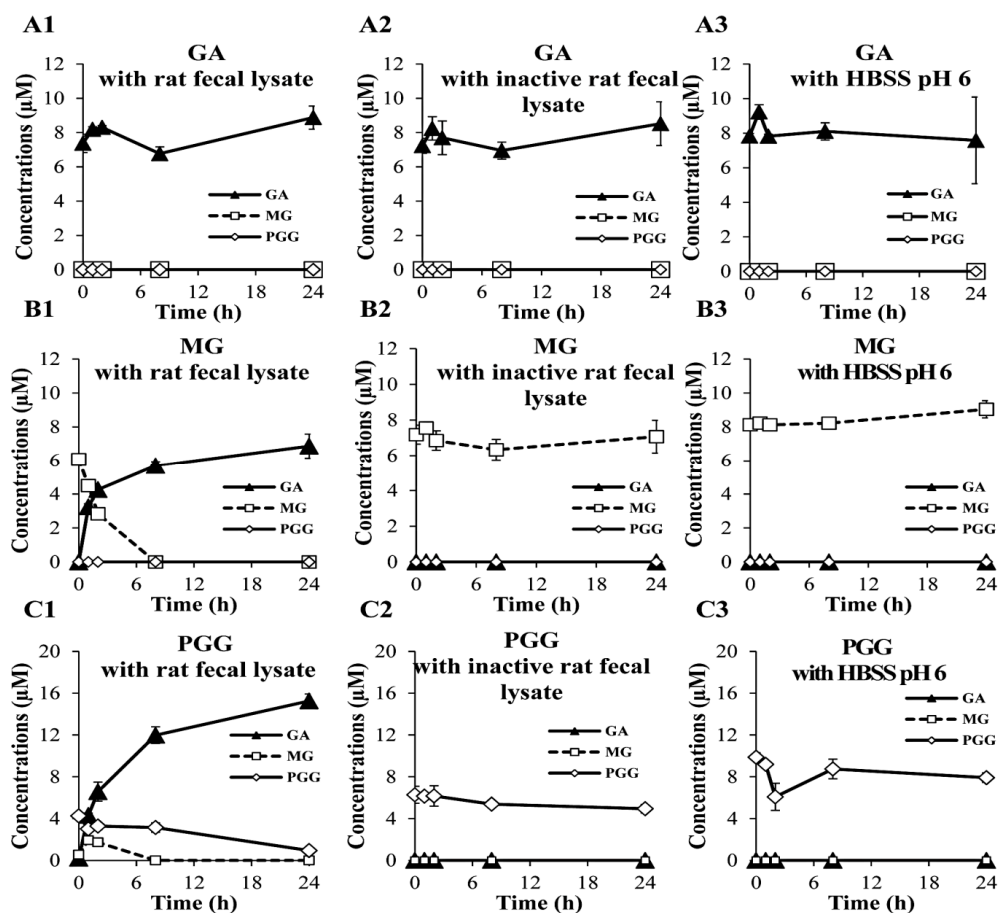 A1
GA
with rat fecal lysate
Concentrations (µM)
12
10
8
6
4
2
0
GA
MG
PGG
0 6 12 18 24
Time (h)
A2
GA
with inactive rat fecal
lysate
Concentrations (µM)
12
10
8
6
4
2
0
GA
MG
PGG
0 6 12 18 24
Time (h)
A3
GA
with HBSS pH 6
Concentrations (µM)
12
10
8
6
4
2
0
GA
MG
PGG
0 6 12 18 24
Time (h)
B1
MG
with rat fecal lysate
Concentrations (µM)
12
10
8
6
4
2
0
GA
MG
PGG
0 6 12 18 24
Time (h)
B2
MG
with inactive rat fecal
lysate
Concentrations (µM)
12
10
8
6
4
2
0
GA
MG
PGG
0 6 12 18 24
Time (h)
B3
MG
with HBSS pH 6
Concentrations (µM)
12
10
8
6
4
2
0
GA
MG
PGG
0 6 12 18 24
Time (h)
C1
PGG
with rat fecal lysate
Concentrations (µM)
20
16
12
8
4
0
GA
MG
PGG
0 6 12 18 24
Time (h)
C2
PGG
with inactive rat fecal
lysate
Concentrations (µM)
20
16
12
8
4
0
GA
MG
PGG
0 6 12 18 24
Time (h)
C3
PGG
with HBSS pH 6
Concentrations (µM)
20
16
12
8
4
0
GA
MG
PGG
0 6 12 18 24
Time (h)